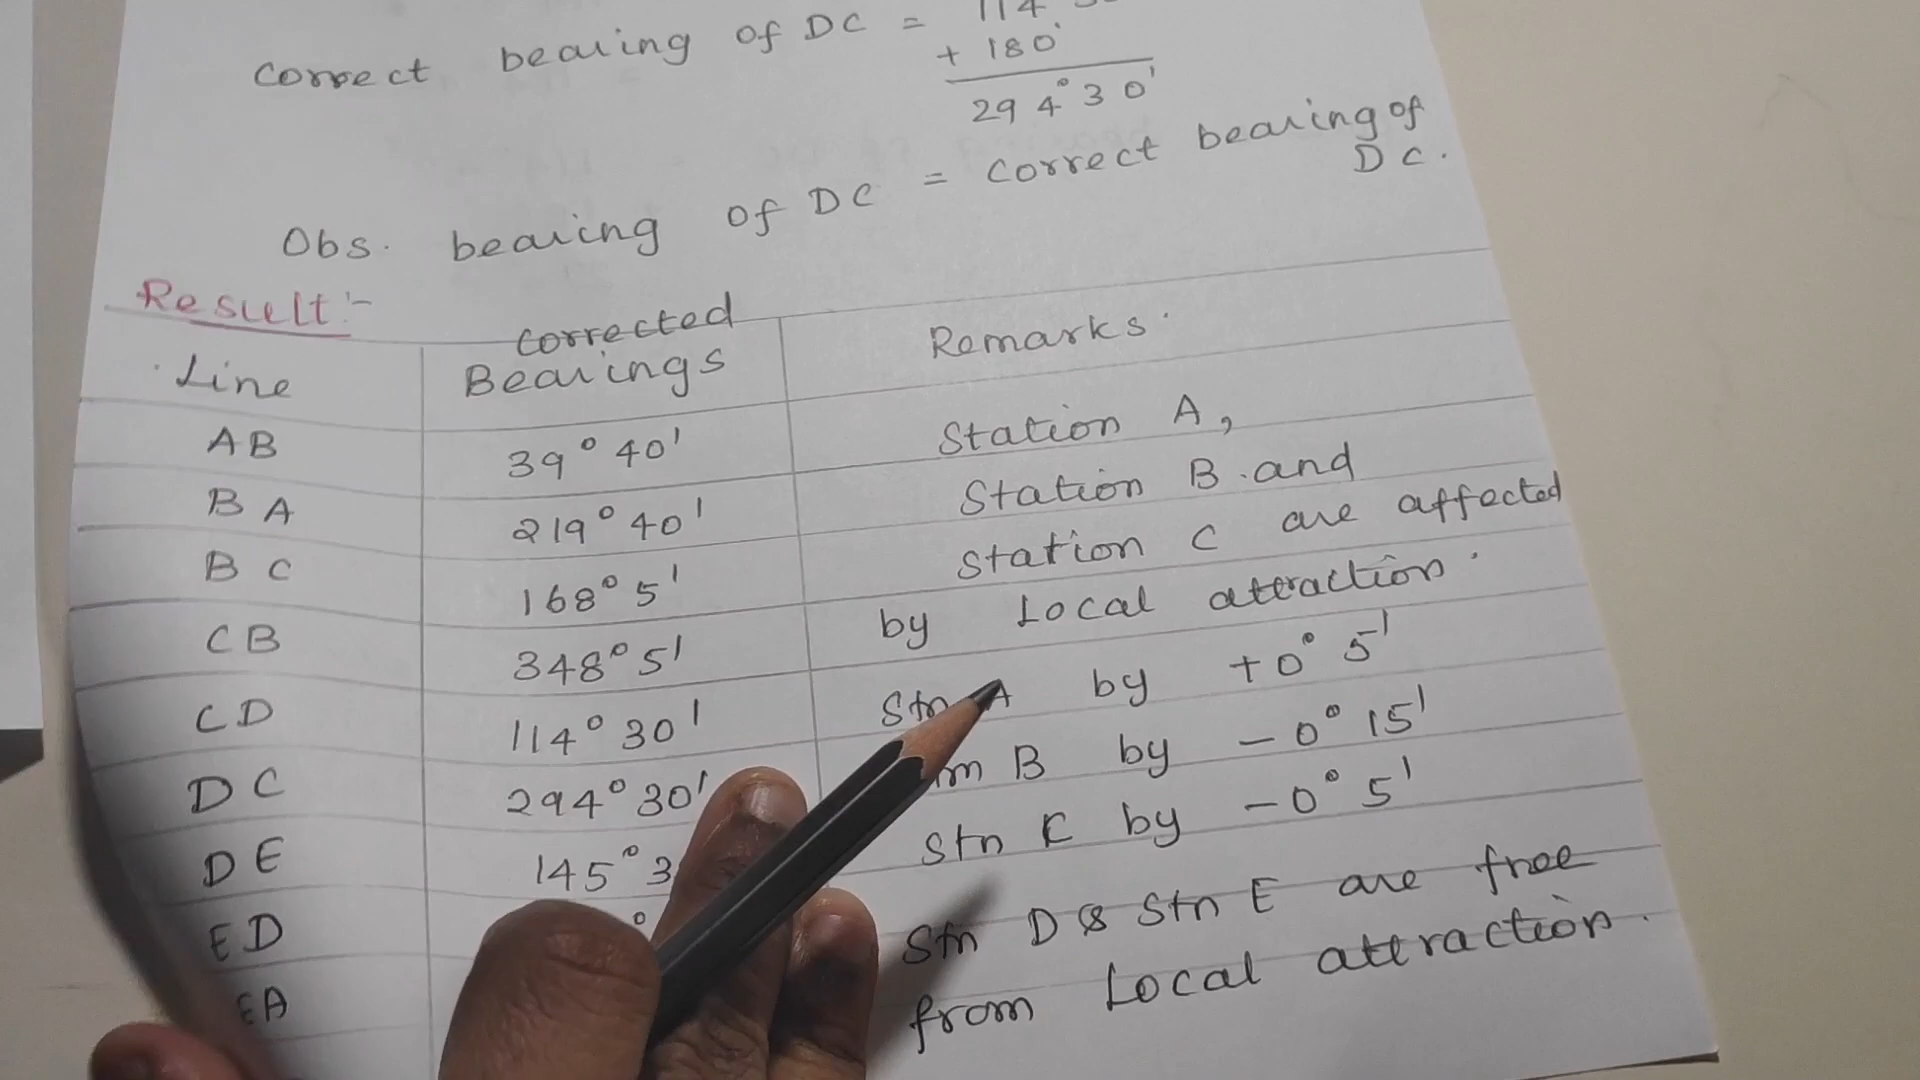 Correct bearing of DC = 114
+ 180°
294° 30'
Obs. bearing of DC = Correct bearing of
DC.
Result:-
Line Corrected Bearings Remarks.
AB 39° 40' Station A,
BA 219° 40' Station B. and
BC 168° 5' Station C are affected
CB 348° 5' by Local attraction.
CD 114° 30' Stn A by +0° 5'
DC 294° 30' B by -0° 15'
DE 145° 3 Stn C by -0° 5'
ED ° Stn D & Stn E are free
EA from Local attraction.